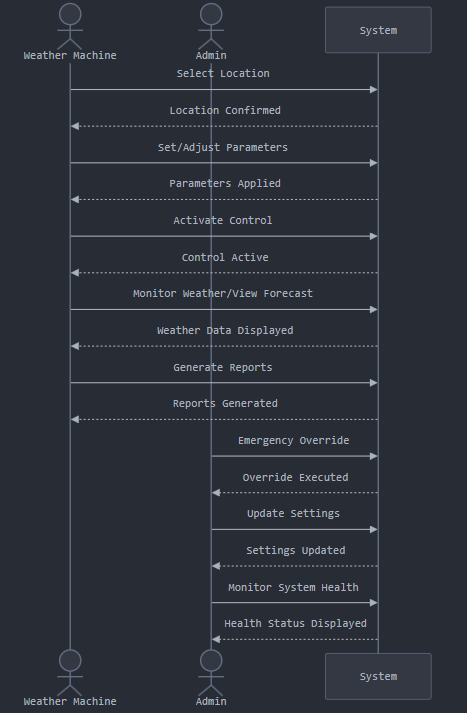 System
Weather Machine
Admin
Select Location
Location Confirmed
Set/Adjust Parameters
Parameters Applied
Activate Control
Control Active
Monitor Weather/View Forecast
Weather Data Displayed
Generate Reports
Reports Generated
Emergency Override
Override Executed
Update Settings
Settings Updated
Monitor System Health
Health Status Displayed
System
Weather Machine
Admin